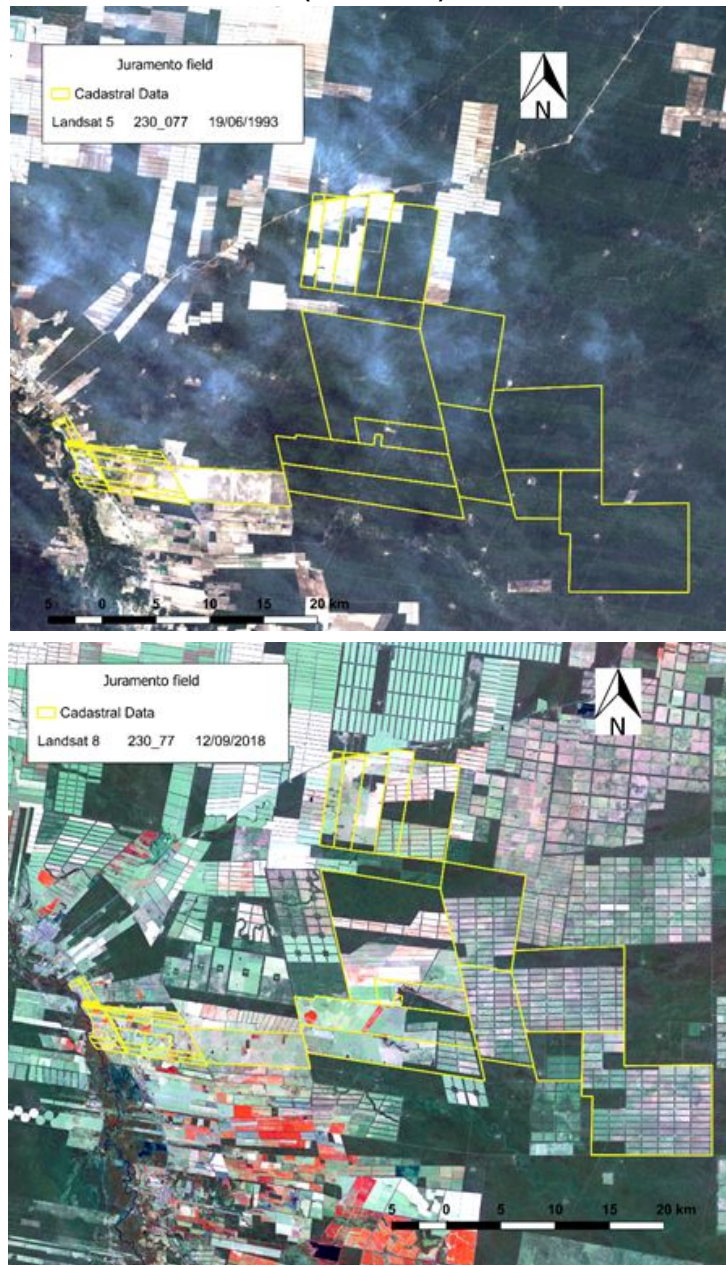 Juramento field
Cadastral Data
Landsat 5 230_077 19/06/1993
N
5 0 5 10 15 20 km
Juramento field
Cadastral Data
Landsat 8 230_77 12/09/2018
N
5 0 5 10 15 20 km